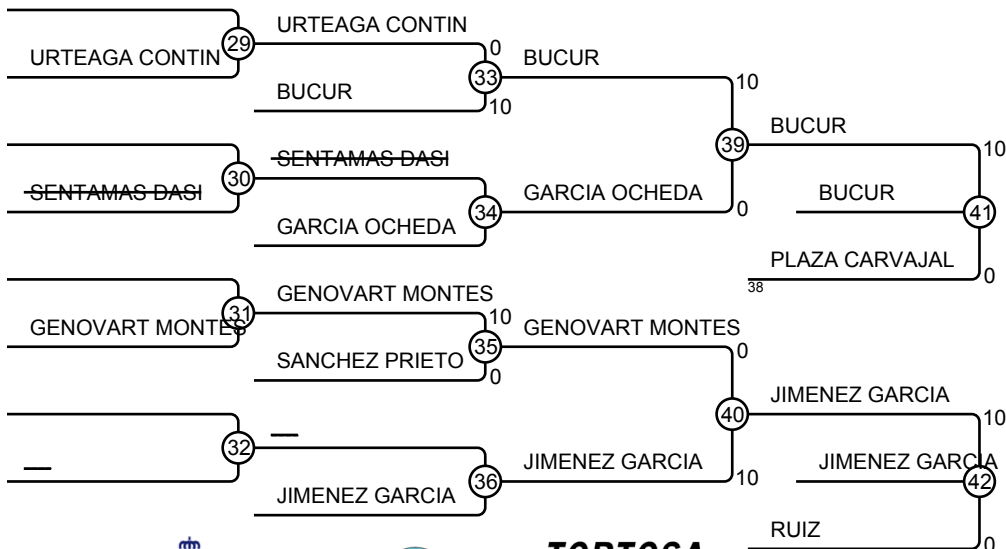 URTEAGA CONTIN
29
URTEAGA CONTIN
0
33
BUCUR
10
BUCUR
10
39
BUCUR
10
SENTAMAS DASI
30
SENTAMAS DASI
34
GARCIA OCHEDA
GARCIA OCHEDA
0
BUCUR
41
PLAZA CARVAJAL
0
38
GENOVART MONTES
31
GENOVART MONTES
10
35
GENOVART MONTES
0
SANCHEZ PRIETO
0
40
JIMENEZ GARCIA
10
32
JIMENEZ GARCIA
36
JIMENEZ GARCIA
10
JIMENEZ GARCIA
42
RUIZ
0
TORTOSA